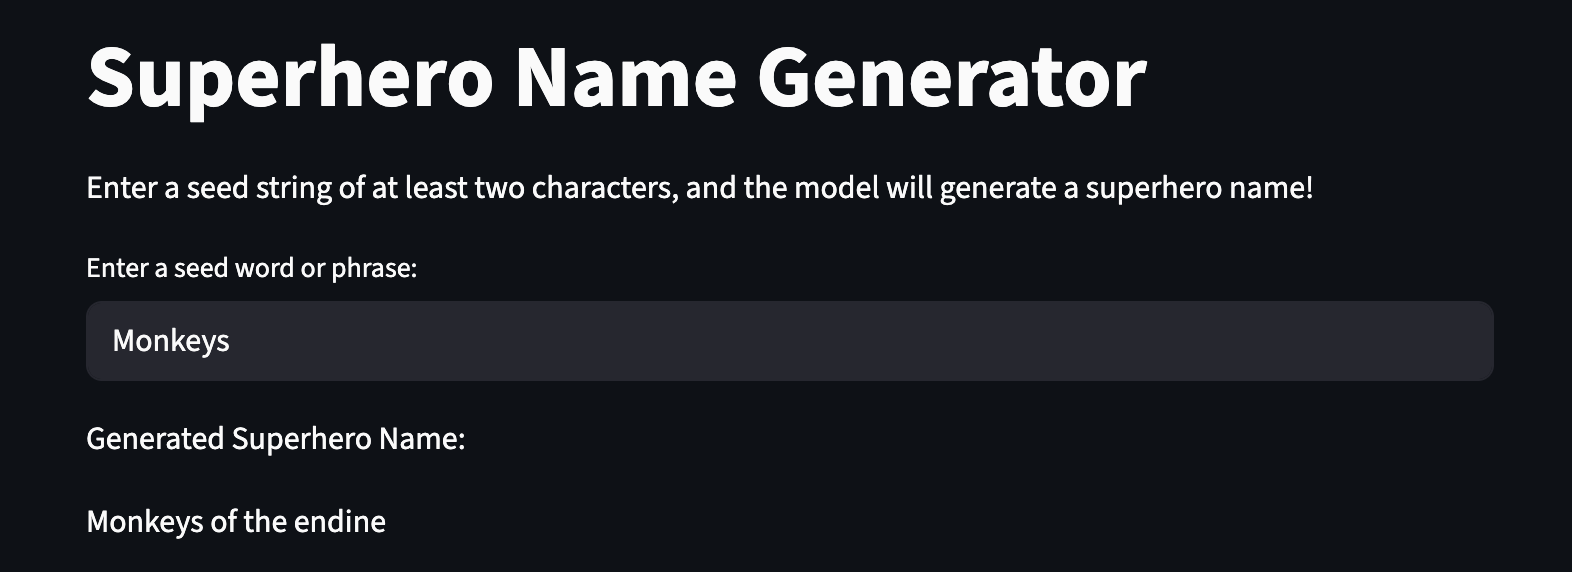 Superhero Name Generator
Enter a seed string of at least two characters, and the model will generate a superhero name!
Enter a seed word or phrase:
Monkeys
Generated Superhero Name:
Monkeys of the endine